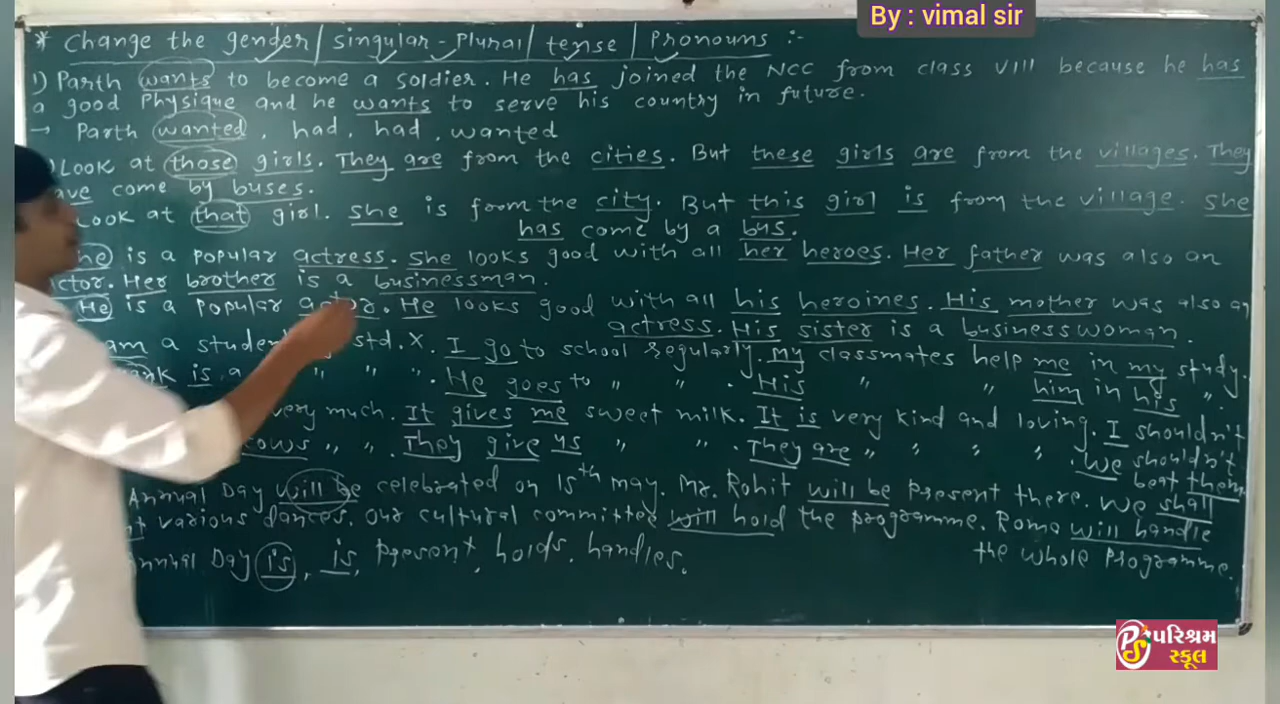 By : vimal sir
* Change the gender/ singular-Plural/ tense/ Pronouns :-
1) Parth wants to become a soldier. He has joined the NCC from class VIII because he has
a good Physique and he wants to serve his country in future.
→ Parth wanted, had, had, wanted
Look at those girls. They are from the cities. But these girls are from the villages. They
come by buses.
Look at that girl. She is from the city. But this girl is from the village. She
has come by a bus.
is a popular actress. She looks good with all her heroes. Her father was also an
Her brother is a businessman.
He is a popular actor. He looks good with all his heroines. His mother was also an
actress. His sister is a businesswoman.
am a student std. X. I go to school regularly. My classmates help me in my study.
is a " " ". He goes to " " . His " " him in his ".
very much. It gives me sweet milk. It is very kind and loving. I shouldn't
" ". They give us " ". They are " " " " . We shouldn't
beat them
Annual Day will be celebrated on 15th May. Mr. Rohit will be present there. We shall
various dances. Our cultural committee will hold the programme. Roma will handle
the whole programme.
Day is, is, present, holds, handles.
પરિશ્રમ
સ્કૂલ